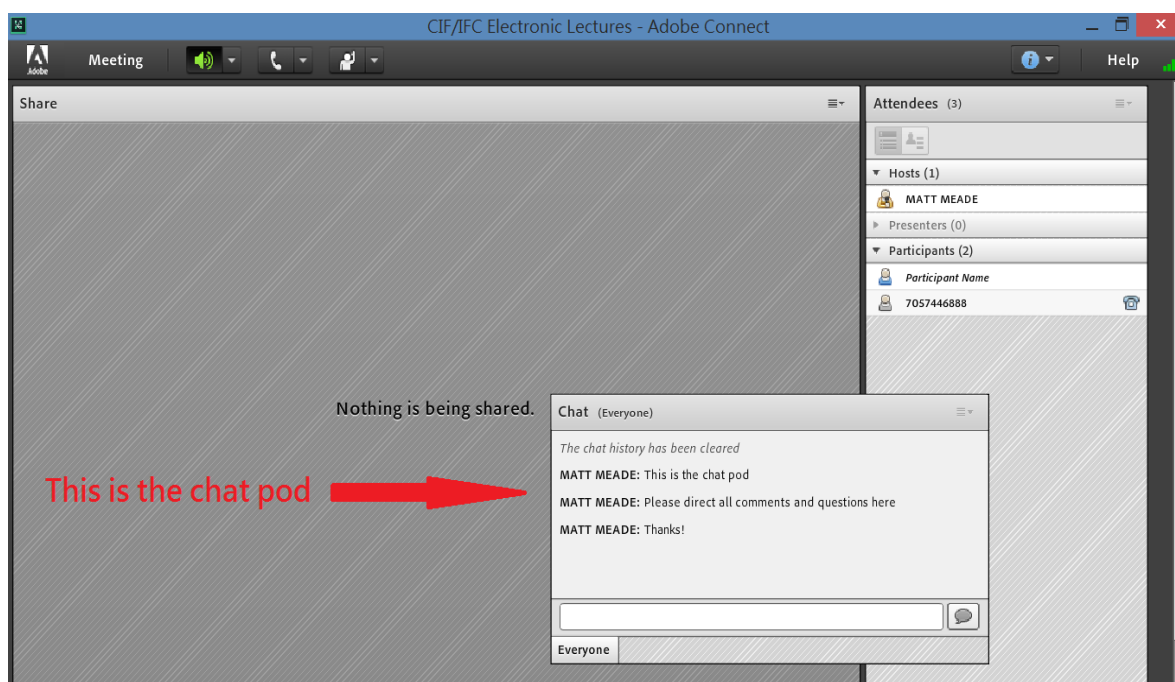 CIF/IFC Electronic Lectures - Adobe Connect
Adobe
Meeting
Help
Share
Attendees (3)
Hosts (1)
MATT MEADE
Presenters (0)
Participants (2)
Participant Name
7057446888
Nothing is being shared.
This is the chat pod
Chat (Everyone)
The chat history has been cleared
MATT MEADE: This is the chat pod
MATT MEADE: Please direct all comments and questions here
MATT MEADE: Thanks!
Everyone